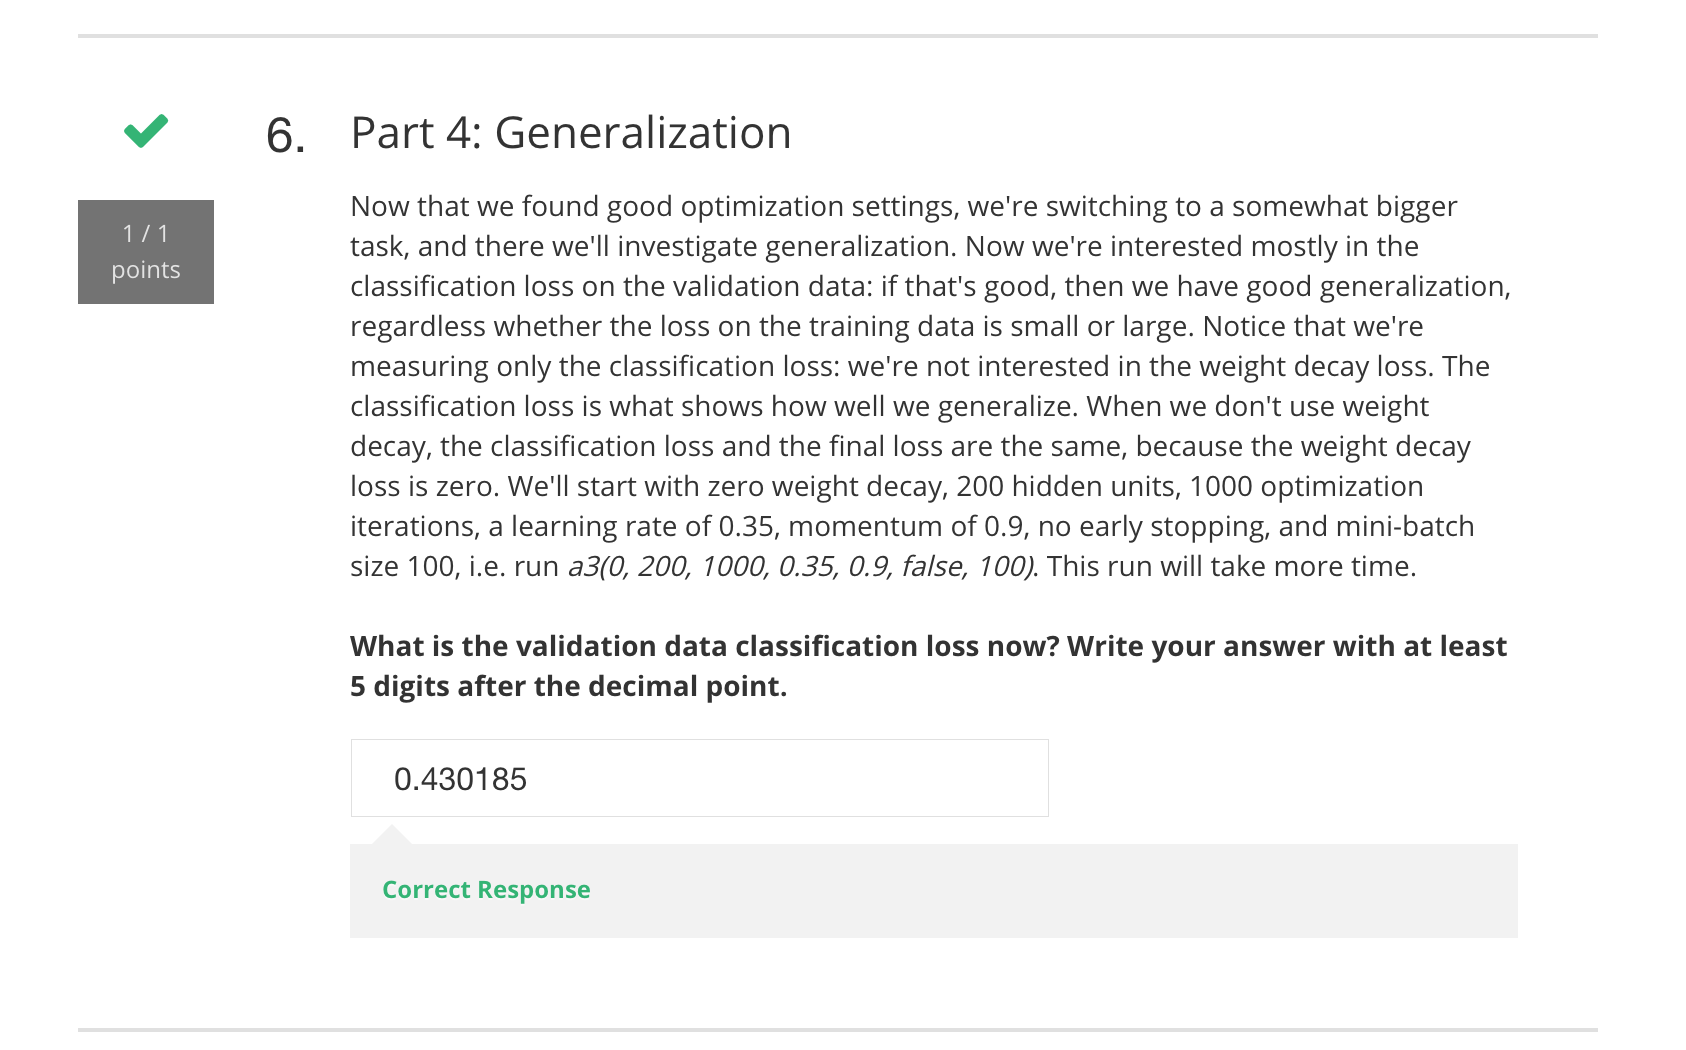 6. Part 4: Generalization
1 / 1
points
Now that we found good optimization settings, we're switching to a somewhat bigger
task, and there we'll investigate generalization. Now we're interested mostly in the
classification loss on the validation data: if that's good, then we have good generalization,
regardless whether the loss on the training data is small or large. Notice that we're
measuring only the classification loss: we're not interested in the weight decay loss. The
classification loss is what shows how well we generalize. When we don't use weight
decay, the classification loss and the final loss are the same, because the weight decay
loss is zero. We'll start with zero weight decay, 200 hidden units, 1000 optimization
iterations, a learning rate of 0.35, momentum of 0.9, no early stopping, and mini-batch
size 100, i.e. run a3(0, 200, 1000, 0.35, 0.9, false, 100). This run will take more time.
What is the validation data classification loss now? Write your answer with at least
5 digits after the decimal point.
0.430185
Correct Response